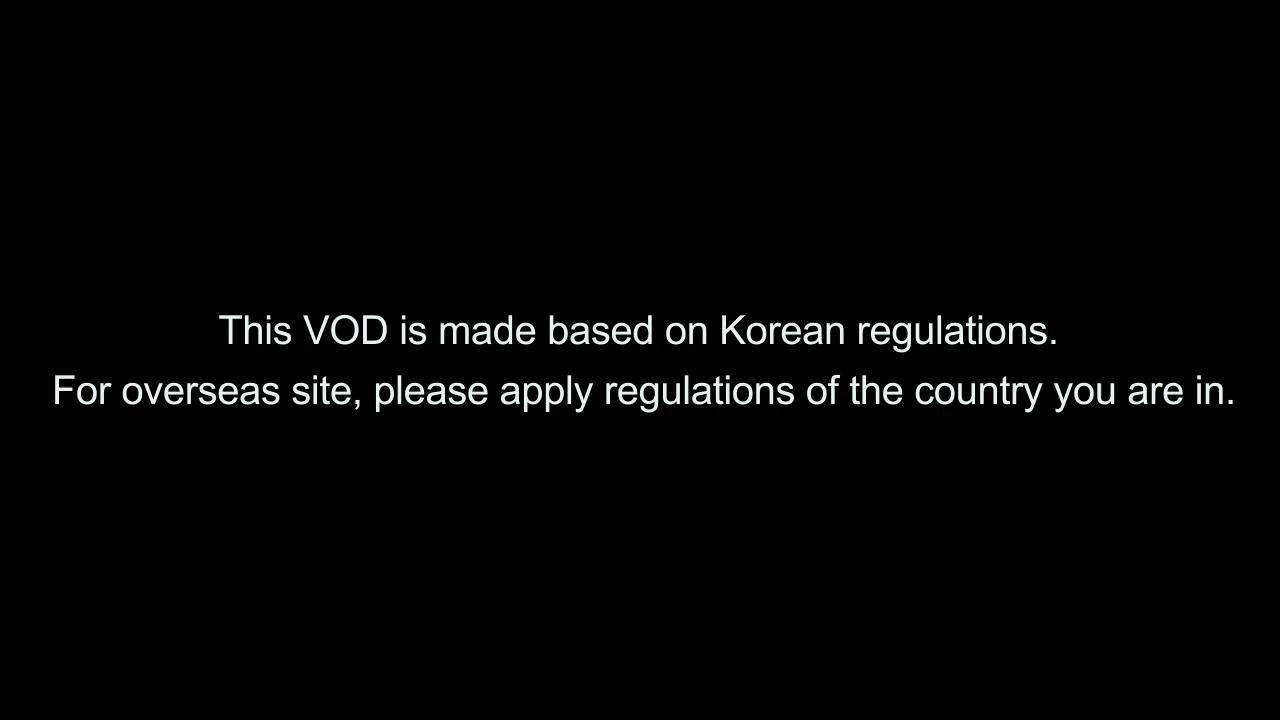 This VOD is made based on Korean regulations.
For overseas site, please apply regulations of the country you are in.